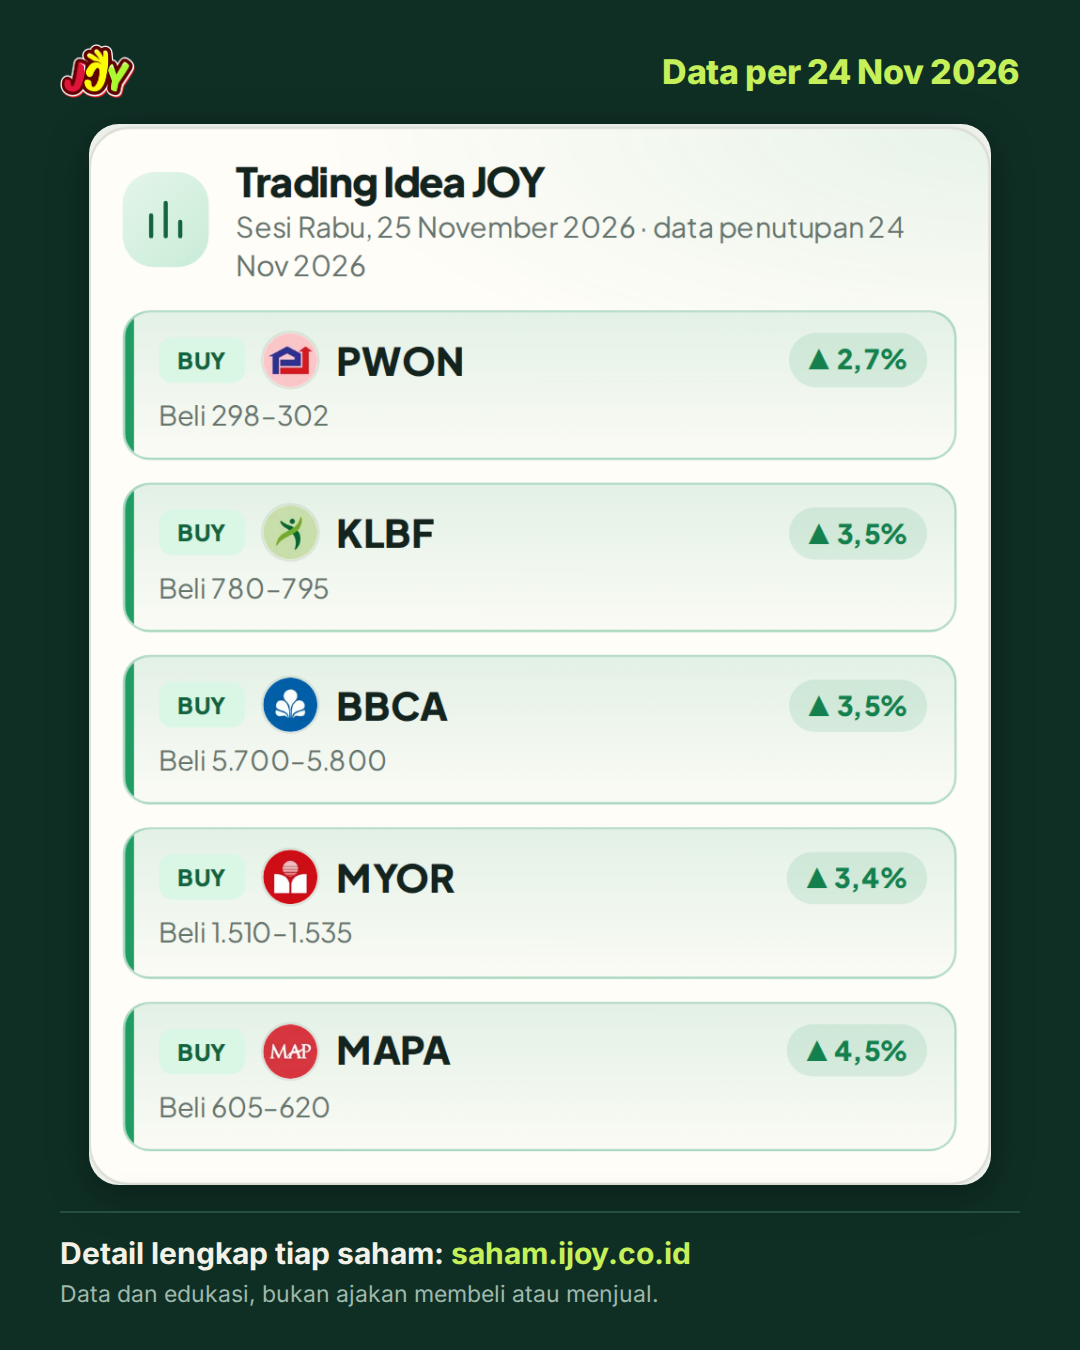 JOY
Data per 24 Nov 2026
Trading Idea JOY
Sesi Rabu, 25 November 2026 · data penutupan 24
Nov 2026
BUY PWON ▲ 2,7%
Beli 298–302
BUY KLBF ▲ 3,5%
Beli 780–795
BUY BBCA ▲ 3,5%
Beli 5.700–5.800
BUY MYOR ▲ 3,4%
Beli 1.510–1.535
BUY MAP MAPA ▲ 4,5%
Beli 605–620
Detail lengkap tiap saham: saham.ijoy.co.id
Data dan edukasi, bukan ajakan membeli atau menjual.